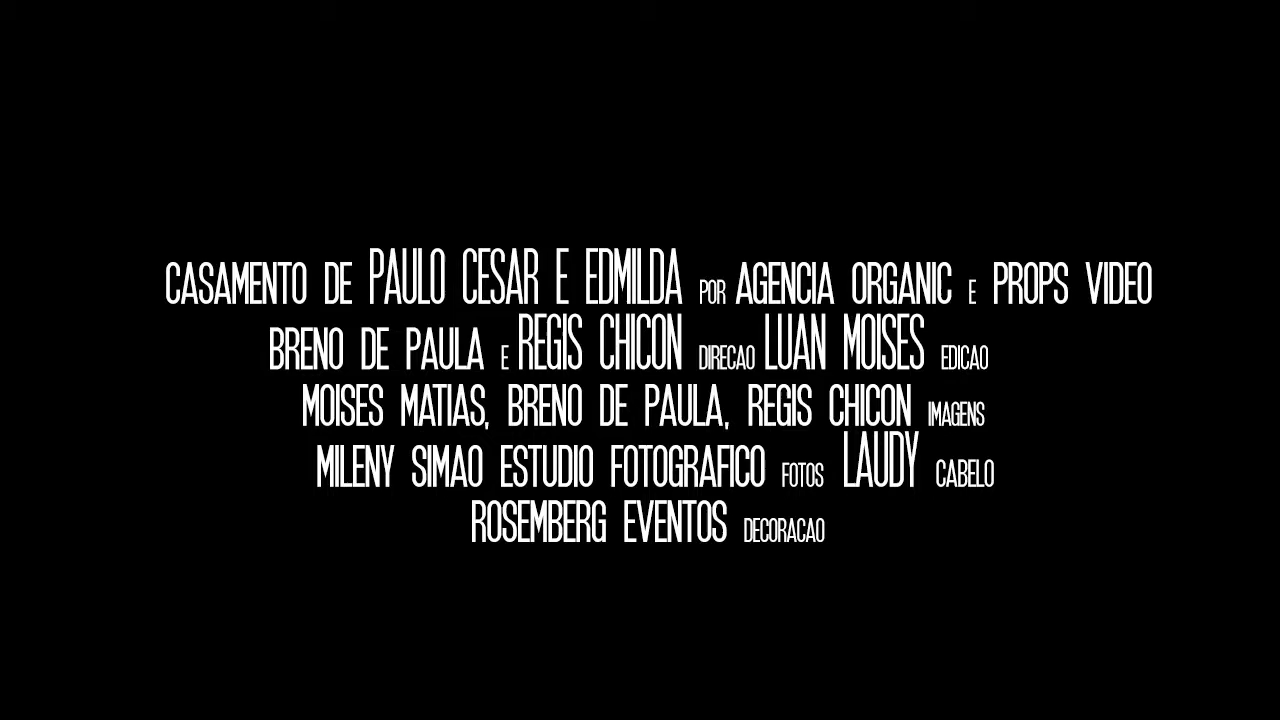 CASAMENTO DE PAULO CESAR E EDMILDA POR AGENCIA ORGANIC E PROPS VIDEO
BRENO DE PAULA E REGIS CHICON DIRECAO LUAN MOISES EDICAO
MOISES MATIAS, BRENO DE PAULA, REGIS CHICON IMAGENS
MILENY SIMAO ESTUDIO FOTOGRAFICO FOTOS LAUDY CABELO
ROSEMBERG EVENTOS DECORACAO